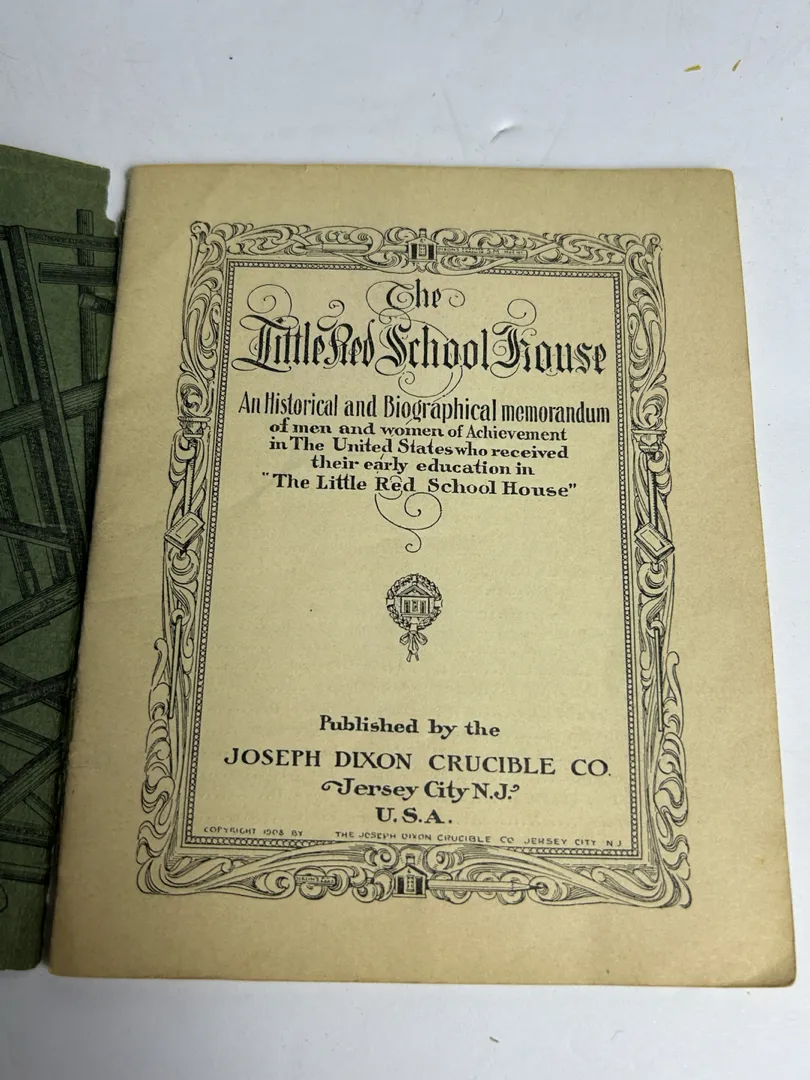 The
Little Red School House
An Historical and Biographical memorandum
of men and women of Achievement
in The United States who received
their early education in
"The Little Red School House"
Published by the
JOSEPH DIXON CRUCIBLE CO.
Jersey City N.J.
U.S.A.
COPYRIGHT 1908 BY THE JOSEPH DIXON CRUCIBLE CO JERSEY CITY N J